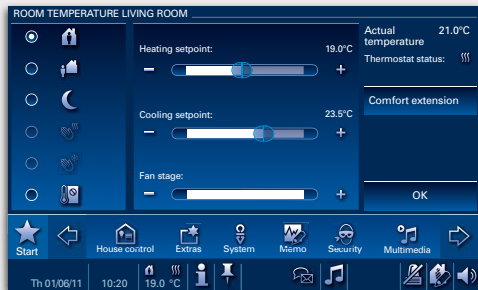 ROOM TEMPERATURE LIVING ROOM
Actual temperature 21.0°C
Thermostat status:
Heating setpoint: 19.0°C
− +
Comfort extension
Cooling setpoint: 23.5°C
− +
Fan stage:
− +
OK
Start House control Extras System Memo Security Multimedia
Th 01/06/11 10:20 19.0 °C